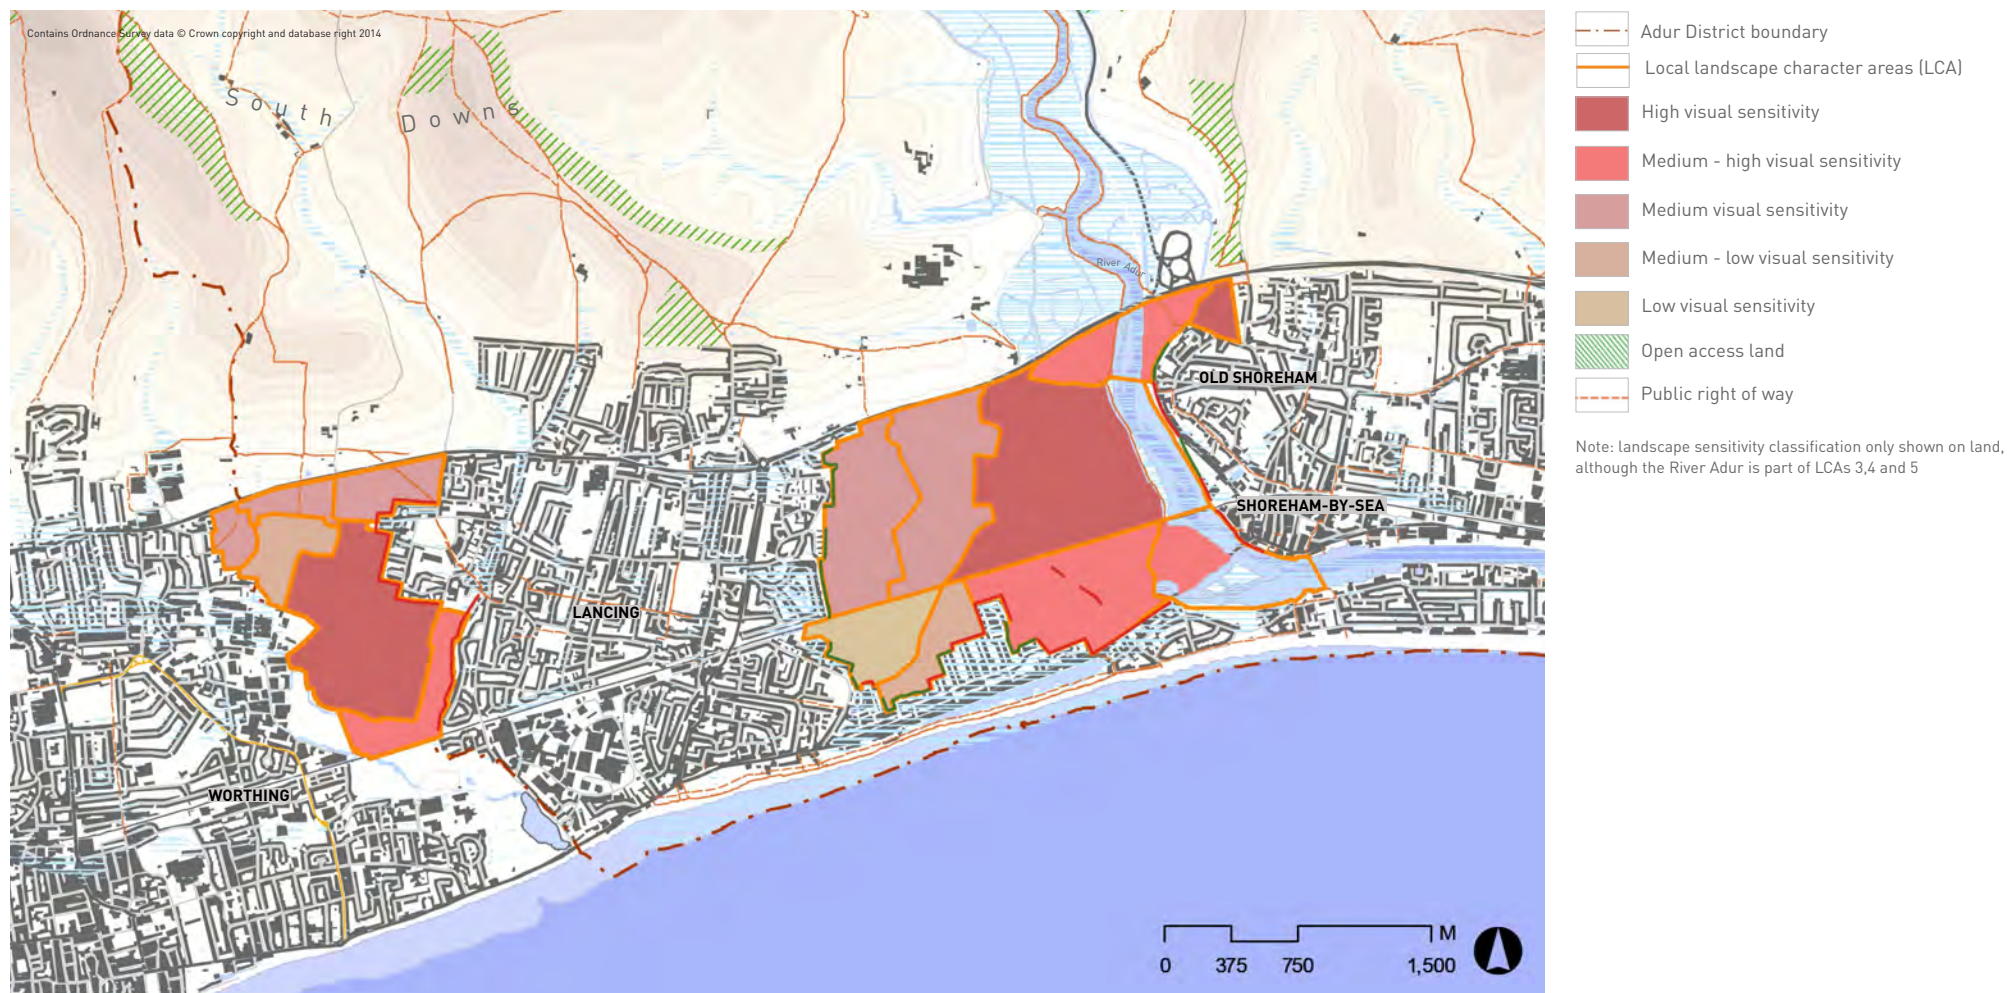 Contains Ordnance Survey data © Crown copyright and database right 2014
South Downs
r
River Adur
OLD SHOREHAM
SHOREHAM-BY-SEA
LANCING
WORTHING
M
0 375 750 1,500
Adur District boundary
Local landscape character areas (LCA)
High visual sensitivity
Medium - high visual sensitivity
Medium visual sensitivity
Medium - low visual sensitivity
Low visual sensitivity
Open access land
Public right of way
Note: landscape sensitivity classification only shown on land,
although the River Adur is part of LCAs 3,4 and 5